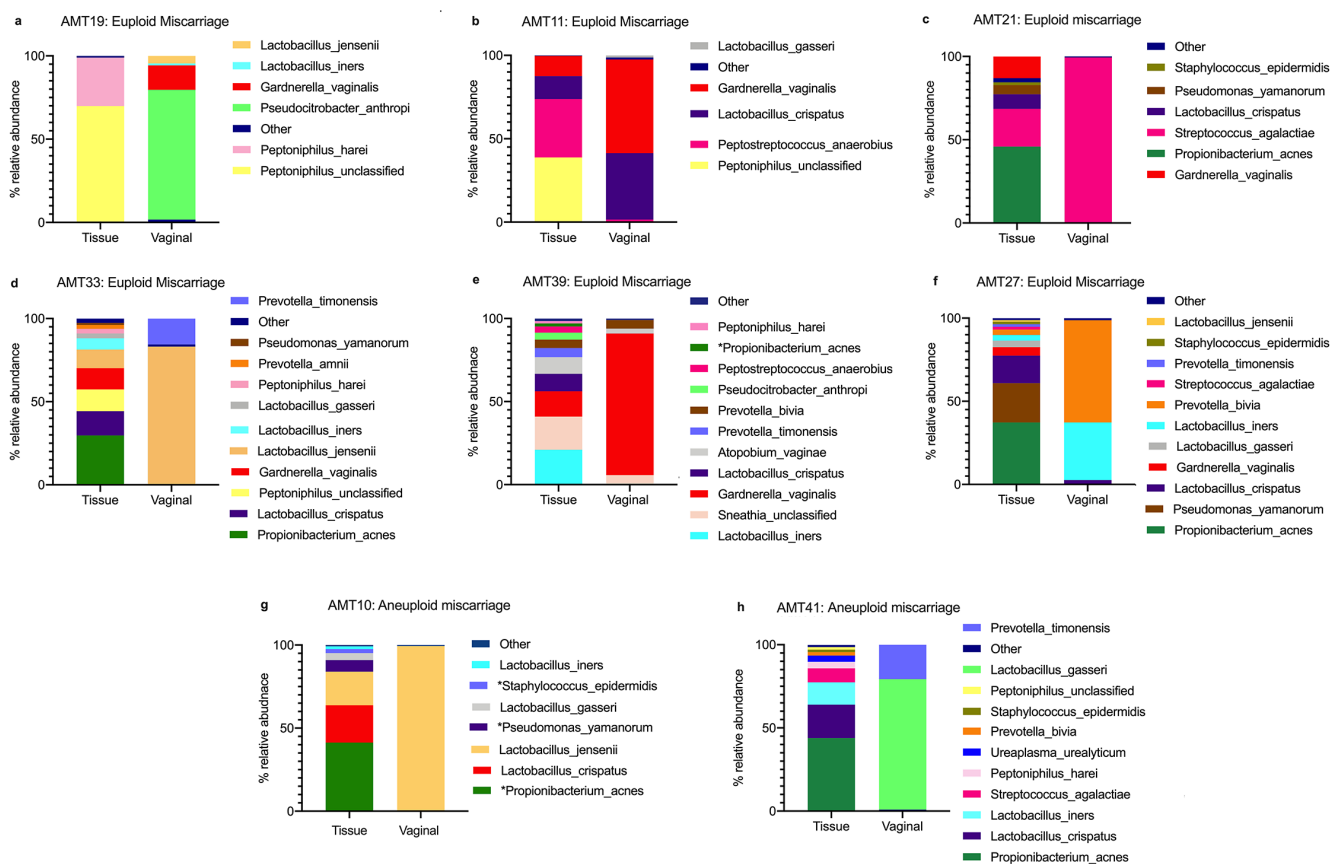 a
AMT19: Euploid Miscarriage
% relative abundance
100
50
0
Tissue
Vaginal
Lactobacillus_jensenii
Lactobacillus_iners
Gardnerella_vaginalis
Pseudocitrobacter_anthropi
Other
Peptoniphilus_harei
Peptoniphilus_unclassified
b
AMT11: Euploid Miscarriage
% relative abundance
100
50
0
Tissue
Vaginal
Lactobacillus_gasseri
Other
Gardnerella_vaginalis
Lactobacillus_crispatus
Peptostreptococcus_anaerobius
Peptoniphilus_unclassified
c
AMT21: Euploid miscarriage
% relative abundance
100
50
0
Tissue
Vaginal
Other
Staphylococcus_epidermidis
Pseudomonas_yamanorum
Lactobacillus_crispatus
Streptococcus_agalactiae
Propionibacterium_acnes
Gardnerella_vaginalis
d
AMT33: Euploid Miscarriage
% relative abundance
100
50
0
Tissue
Vaginal
Prevotella_timonensis
Other
Pseudomonas_yamanorum
Prevotella_amnii
Peptoniphilus_harei
Lactobacillus_gasseri
Lactobacillus_iners
Lactobacillus_jensenii
Gardnerella_vaginalis
Peptoniphilus_unclassified
Lactobacillus_crispatus
Propionibacterium_acnes
e
AMT39: Euploid Miscarriage
% relative abudnace
100
50
0
Tissue
Vaginal
Other
Peptoniphilus_harei
*Propionibacterium_acnes
Peptostreptococcus_anaerobius
Pseudocitrobacter_anthropi
Prevotella_bivia
Prevotella_timonensis
Atopobium_vaginae
Lactobacillus_crispatus
Gardnerella_vaginalis
Sneathia_unclassified
Lactobacillus_iners
f
AMT27: Euploid Miscarriage
% relative abundance
100
50
0
Tissue
Vaginal
Other
Lactobacillus_jensenii
Staphylococcus_epidermidis
Prevotella_timonensis
Streptococcus_agalactiae
Prevotella_bivia
Lactobacillus_iners
Lactobacillus_gasseri
Gardnerella_vaginalis
Lactobacillus_crispatus
Pseudomonas_yamanorum
Propionibacterium_acnes
g
AMT10: Aneuploid miscarriage
% relative abudnace
100
50
0
Tissue
Vaginal
Other
Lactobacillus_iners
*Staphylococcus_epidermidis
Lactobacillus_gasseri
*Pseudomonas_yamanorum
Lactobacillus_jensenii
Lactobacillus_crispatus
*Propionibacterium_acnes
h
AMT41: Aneuploid miscarriage
% relative abundance
100
50
0
Tissue
Vaginal
Prevotella_timonensis
Other
Lactobacillus_gasseri
Peptoniphilus_unclassified
Staphylococcus_epidermidis
Prevotella_bivia
Ureaplasma_urealyticum
Peptoniphilus_harei
Streptococcus_agalactiae
Lactobacillus_iners
Lactobacillus_crispatus
Propionibacterium_acnes